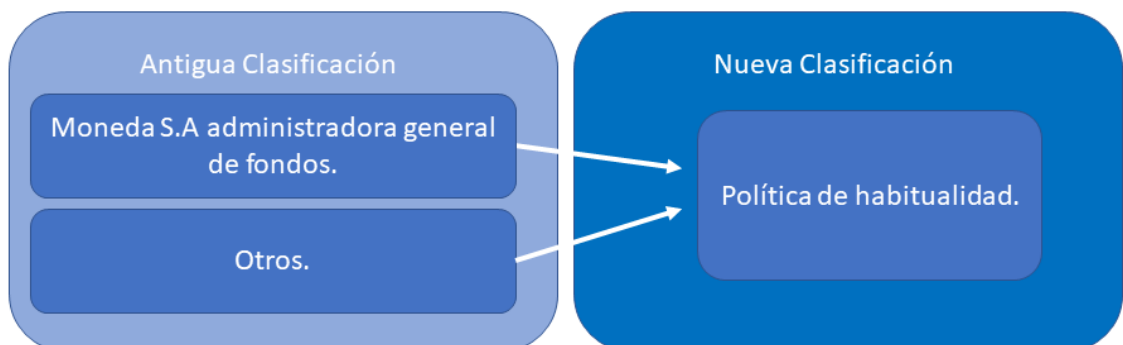 Antigua Clasificación
Moneda S.A administradora general
de fondos.
Otros.
Nueva Clasificación
Política de habitualidad.